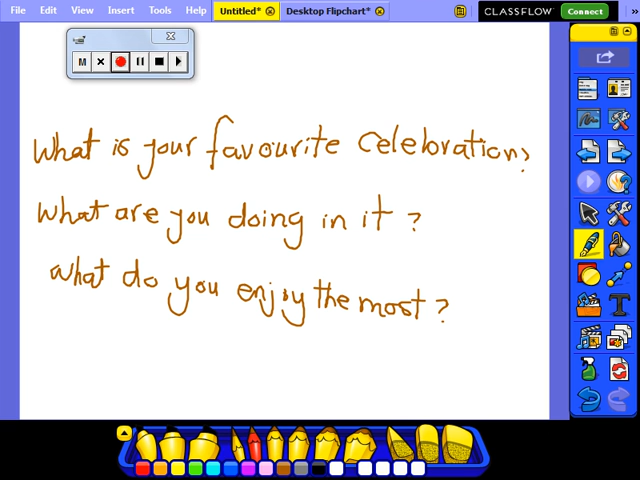 File Edit View Insert Tools Help Untitled* Desktop Flipchart* CLASSFLOW Connect »
M
What is your favourite Celebration?
What are you doing in it ?
What do you enjoy the most ?
T